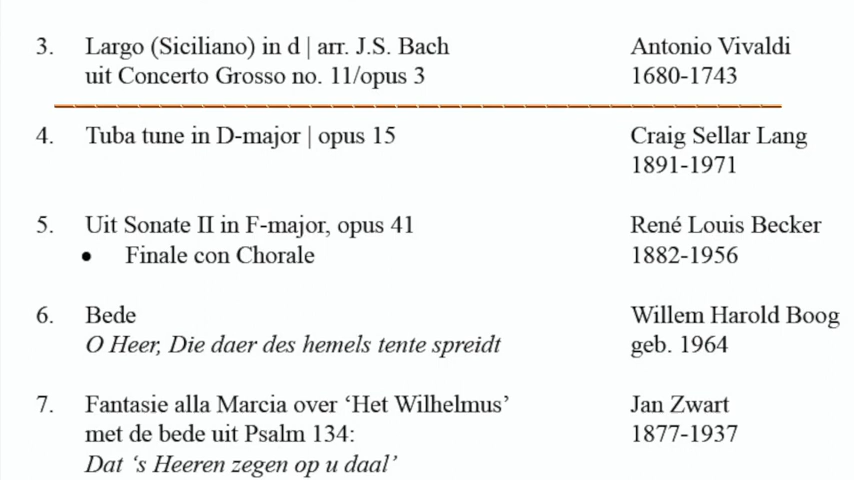 3. Largo (Siciliano) in d | arr. J.S. Bach Antonio Vivaldi
uit Concerto Grosso no. 11/opus 3 1680-1743
4. Tuba tune in D-major | opus 15 Craig Sellar Lang
1891-1971
5. Uit Sonate II in F-major, opus 41 René Louis Becker
• Finale con Chorale 1882-1956
6. Bede Willem Harold Boog
O Heer, Die daer des hemels tente spreidt geb. 1964
7. Fantasie alla Marcia over ‘Het Wilhelmus’ Jan Zwart
met de bede uit Psalm 134: 1877-1937
Dat ‘s Heeren zegen op u daal’